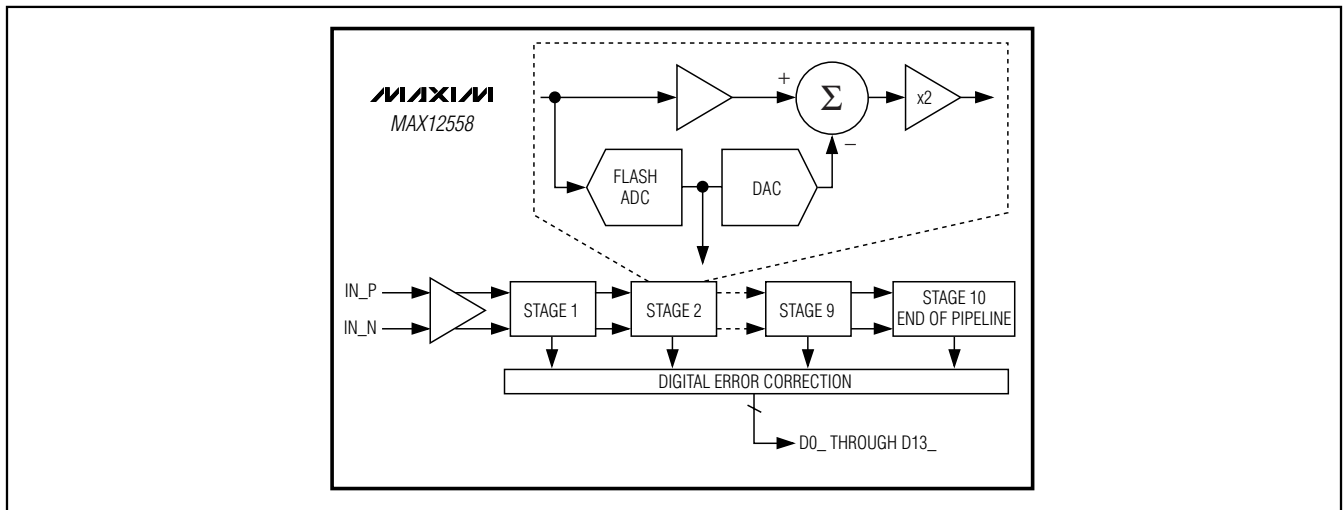 MAXIM
MAX12558
+
Σ
x2
−
FLASH
ADC
DAC
IN_P
IN_N
STAGE 1
STAGE 2
STAGE 9
STAGE 10
END OF PIPELINE
DIGITAL ERROR CORRECTION
D0_ THROUGH D13_